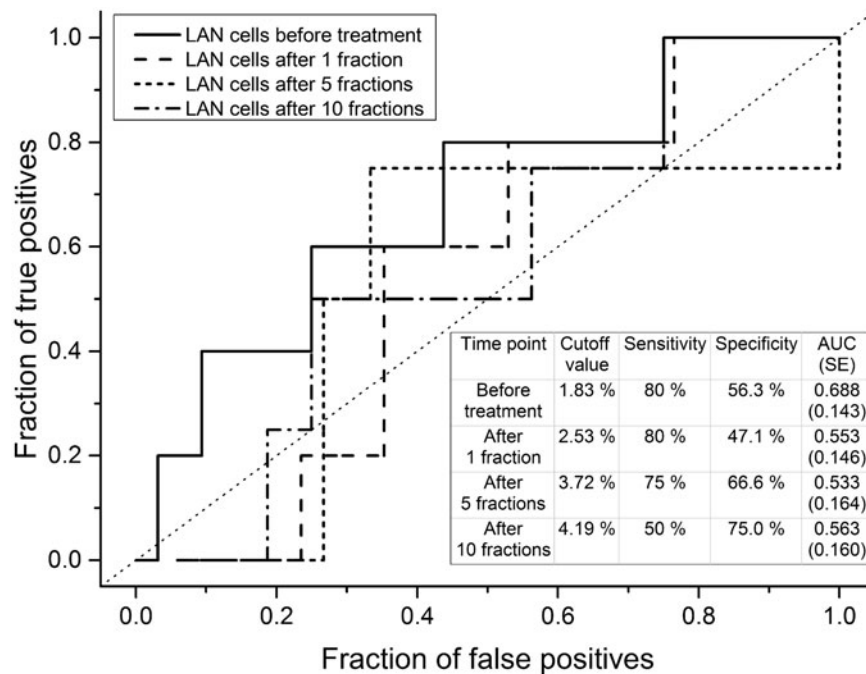 LAN cells before treatment
LAN cells after 1 fraction
LAN cells after 5 fractions
LAN cells after 10 fractions
1.0
0.8
0.6
0.4
0.2
0.0
Fraction of true positives
Time point Cutoff value Sensitivity Specificity AUC (SE)
Before treatment 1.83 % 80 % 56.3 % 0.688 (0.143)
After 1 fraction 2.53 % 80 % 47.1 % 0.553 (0.146)
After 5 fractions 3.72 % 75 % 66.6 % 0.533 (0.164)
After 10 fractions 4.19 % 50 % 75.0 % 0.563 (0.160)
0.0 0.2 0.4 0.6 0.8 1.0
Fraction of false positives